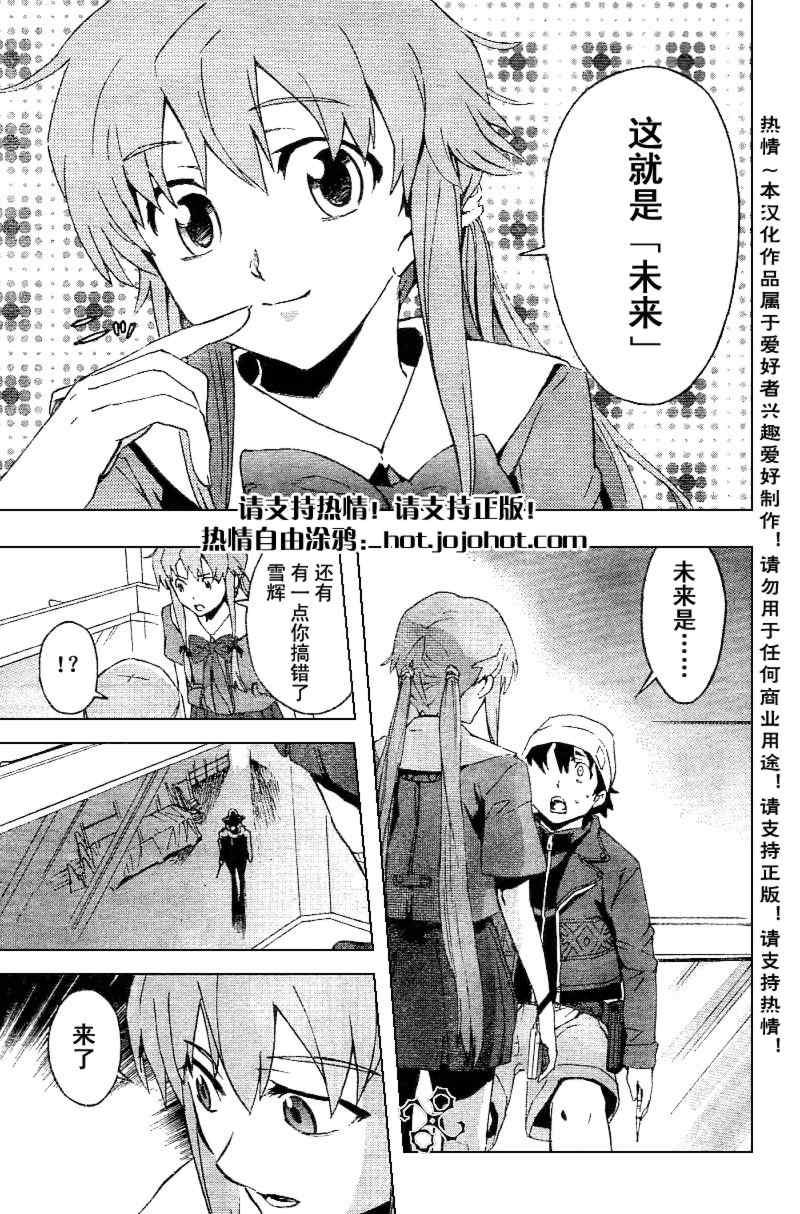 这就是「未来」
请支持热情！请支持正版！
热情自由涂鸦：_hot.jojohot.com
未来是……
还有
有一点你搞错了
雪辉
!?
来了
热情～本汉化作品属于爱好者兴趣爱好制作！请勿用于任何商业用途！请支持正版！请支持热情！